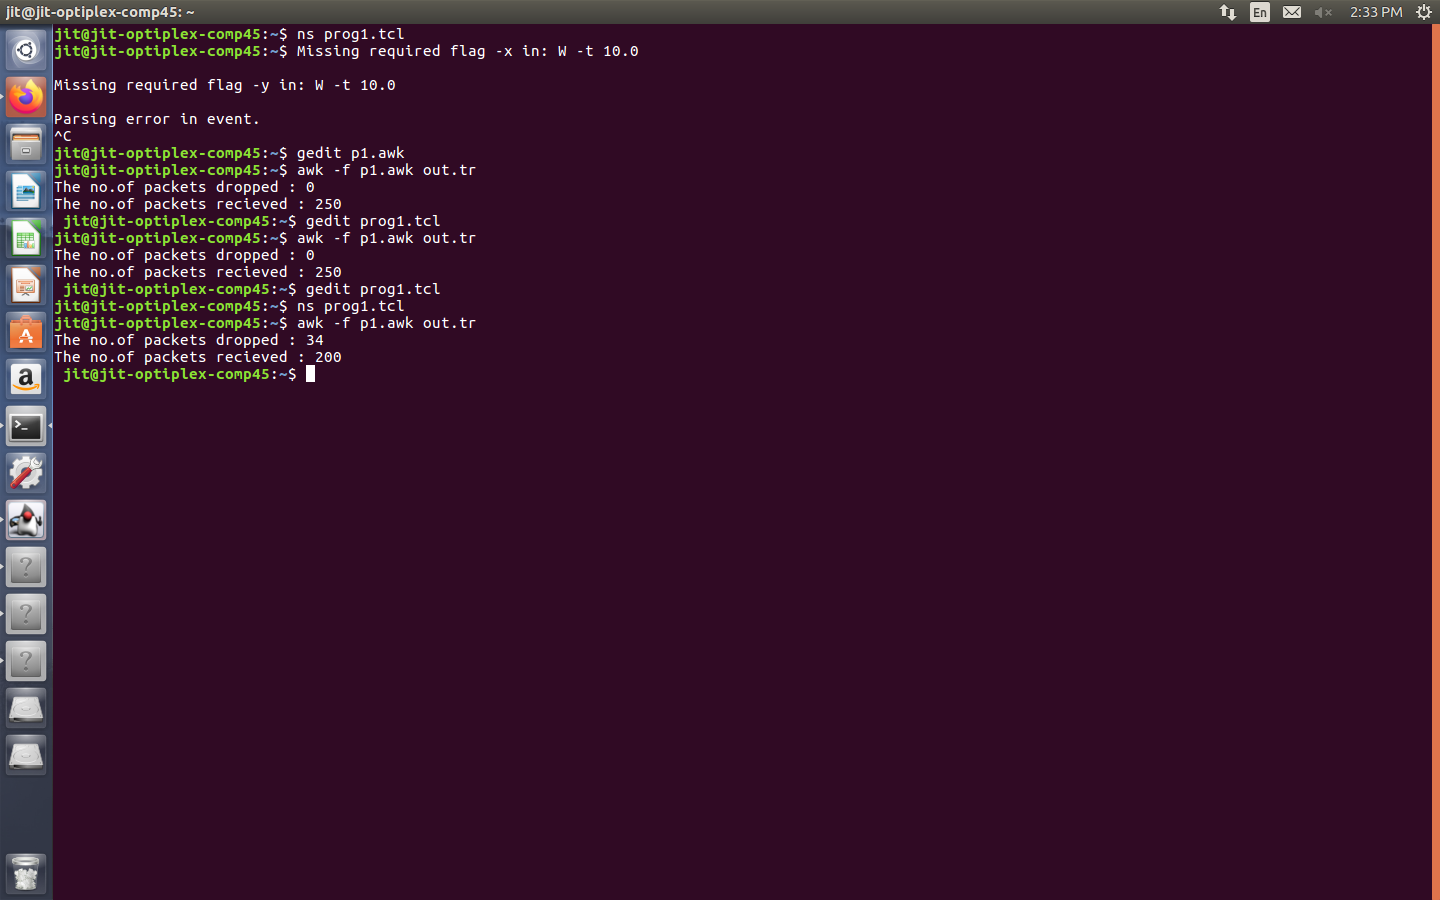 jit@jit-optiplex-comp45: ~
En
2:33 PM
jit@jit-optiplex-comp45:~$ ns prog1.tcl
jit@jit-optiplex-comp45:~$ Missing required flag -x in: W -t 10.0
Missing required flag -y in: W -t 10.0
Parsing error in event.
^C
jit@jit-optiplex-comp45:~$ gedit p1.awk
jit@jit-optiplex-comp45:~$ awk -f p1.awk out.tr
The no.of packets dropped : 0
The no.of packets recieved : 250
jit@jit-optiplex-comp45:~$ gedit prog1.tcl
jit@jit-optiplex-comp45:~$ awk -f p1.awk out.tr
The no.of packets dropped : 0
The no.of packets recieved : 250
jit@jit-optiplex-comp45:~$ gedit prog1.tcl
jit@jit-optiplex-comp45:~$ ns prog1.tcl
jit@jit-optiplex-comp45:~$ awk -f p1.awk out.tr
The no.of packets dropped : 34
The no.of packets recieved : 200
jit@jit-optiplex-comp45:~$